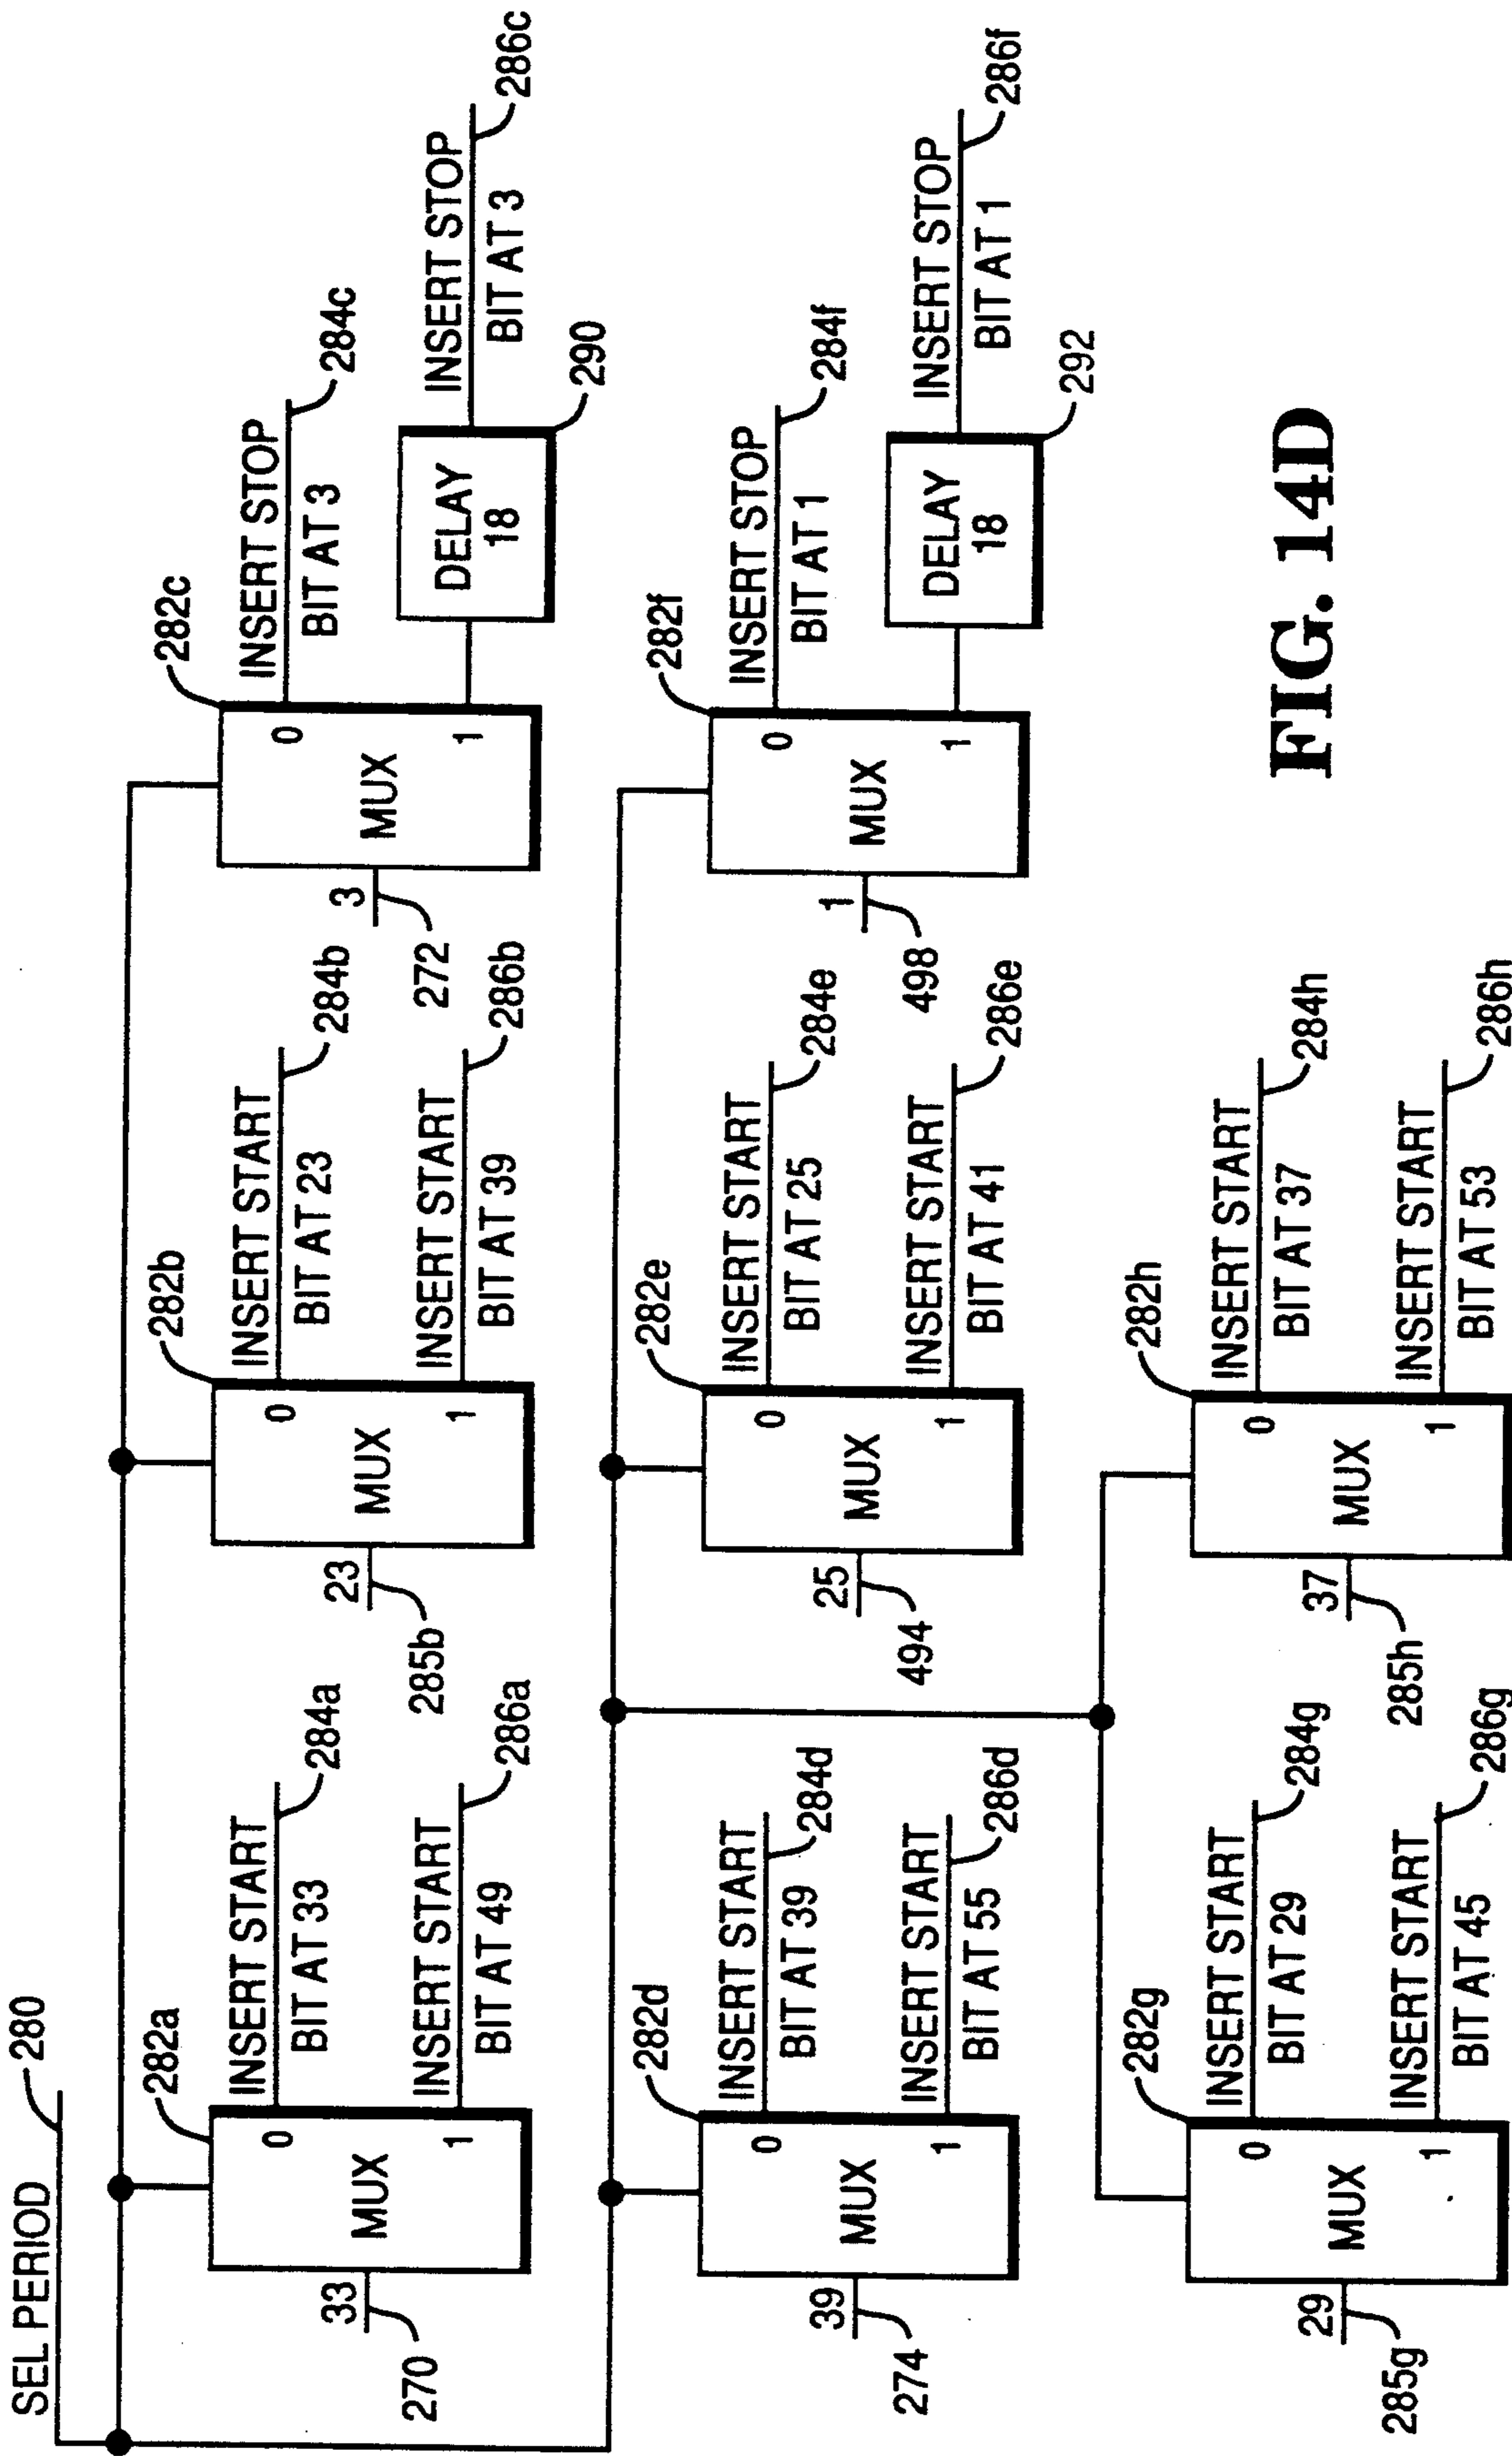 SEL PERIOD
280
282a
INSERT START
BIT AT 33
284a
0
MUX
1
33
270
INSERT START
BIT AT 49
286a
282b
INSERT START
BIT AT 23
284b
0
MUX
1
23
285b
INSERT START
BIT AT 39
286b
282c
INSERT STOP
BIT AT 3
284c
0
MUX
1
3
272
DELAY
18
290
INSERT STOP
BIT AT 3
286c
282d
INSERT START
BIT AT 39
284d
0
MUX
1
39
274
INSERT START
BIT AT 55
286d
282e
INSERT START
BIT AT 25
284e
0
MUX
1
25
494
INSERT START
BIT AT 41
286e
282f
INSERT STOP
BIT AT 1
284f
0
MUX
1
1
498
DELAY
18
292
INSERT STOP
BIT AT 1
286f
282g
INSERT START
BIT AT 29
284g
0
MUX
1
29
285g
INSERT START
BIT AT 45
286g
282h
INSERT START
BIT AT 37
284h
0
MUX
1
37
285h
INSERT START
BIT AT 53
286h
FIG. 14D